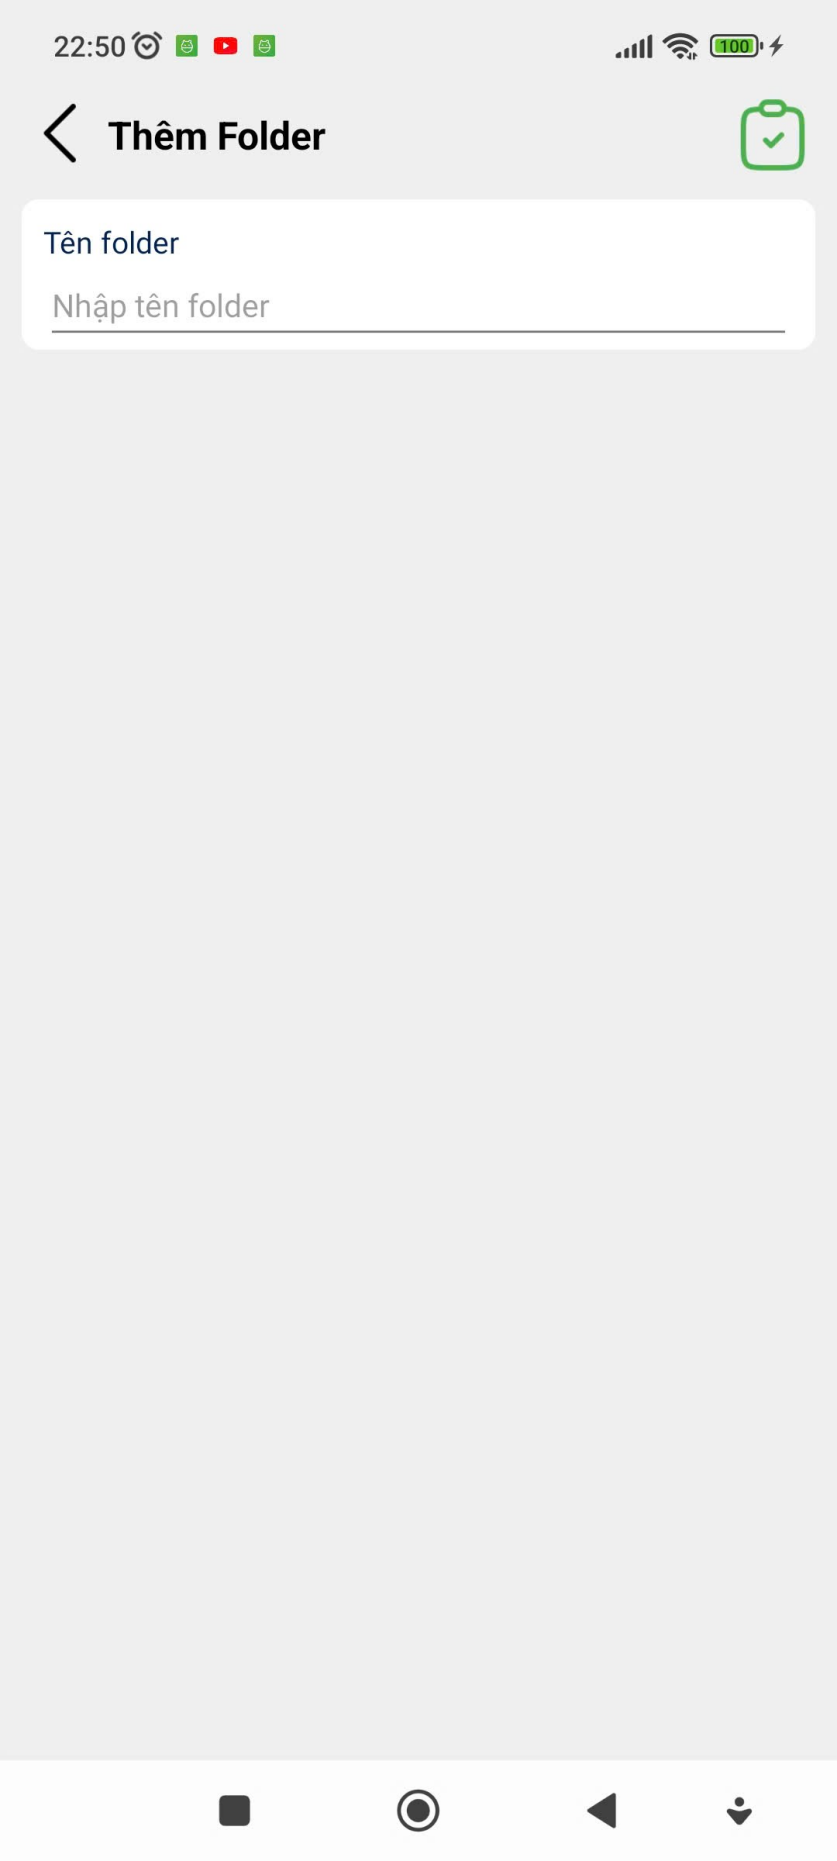 22:50
100
Thêm Folder
Tên folder
Nhập tên folder